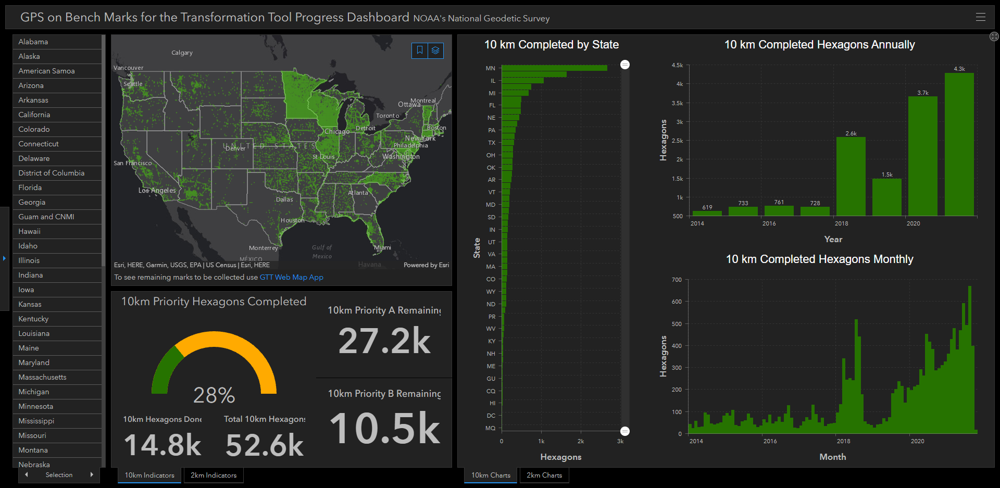 GPS on Bench Marks for the Transformation Tool Progress Dashboard NOAA's National Geodetic Survey
Alabama
Alaska
American Samoa
Arizona
Arkansas
California
Colorado
Connecticut
Delaware
District of Columbia
Florida
Georgia
Guam and CNMI
Hawaii
Idaho
Illinois
Indiana
Iowa
Kansas
Kentucky
Louisiana
Maine
Maryland
Massachusetts
Michigan
Minnesota
Mississippi
Missouri
Montana
Nebraska
Selection
Calgary
Vancouver
Seattle
Montreal
Ottawa
Toronto
Boston
Detroit
Chicago
New York
UNITED STATES
Denver
Philadelphia
St Louis
Washington
San Francisco
Los Angeles
Atlanta
Dallas
Houston
Monterrey
Gulf of
Mexico
Miami
MÉXICO
Havana
Esri, HERE, Garmin, USGS, EPA | US Census | Esri, HERE
Powered by Esri
To see remaining marks to be collected use GTT Web Map App
10km Priority Hexagons Completed
28%
10km Hexagons Done
14.8k
Total 10km Hexagons
52.6k
10km Priority A Remaining
27.2k
10km Priority B Remaining
10.5k
10km Indicators
2km Indicators
10 km Completed by State
State
MN
IL
MI
FL
NE
PA
TX
OH
OK
AR
VT
MD
SD
IN
UT
VA
MA
CO
WY
ND
PR
WV
KY
NH
ME
GU
CQ
HI
DC
MQ
0 1k 2k 3k
Hexagons
10 km Completed Hexagons Annually
Hexagons
4.5k
4k
3.5k
3k
2.5k
2k
1.5k
1k
500
619
733
761
728
2.6k
1.5k
3.7k
4.3k
2014 2016 2018 2020
Year
10 km Completed Hexagons Monthly
Hexagons
700
600
500
400
300
200
100
0
2014 2016 2018 2020
Month
10km Charts
2km Charts